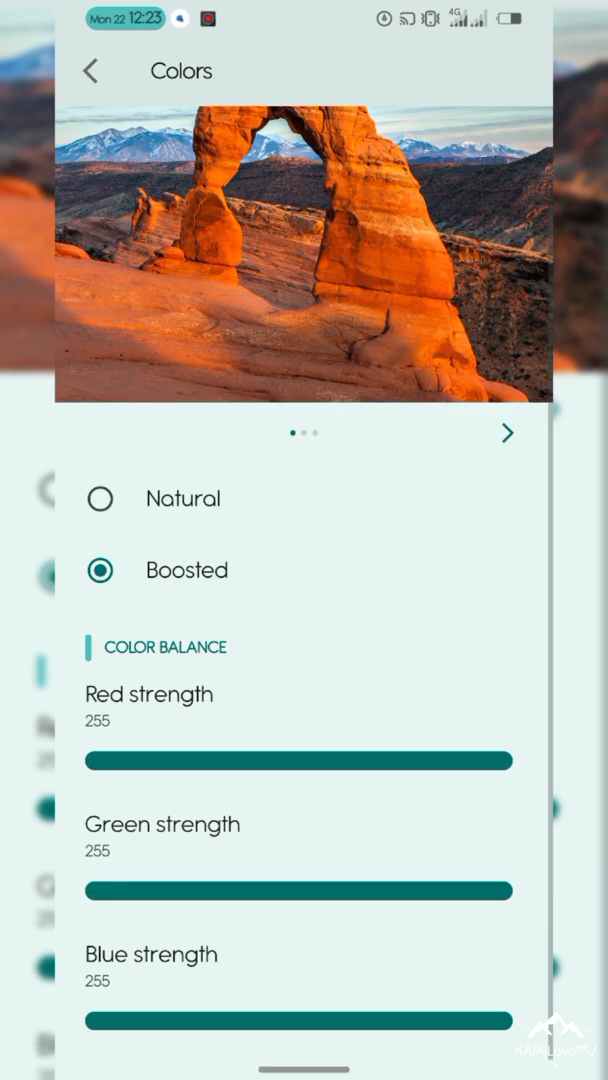 Mon 22 12:23
4G
Colors
Natural
Boosted
COLOR BALANCE
Red strength
255
Green strength
255
Blue strength
255